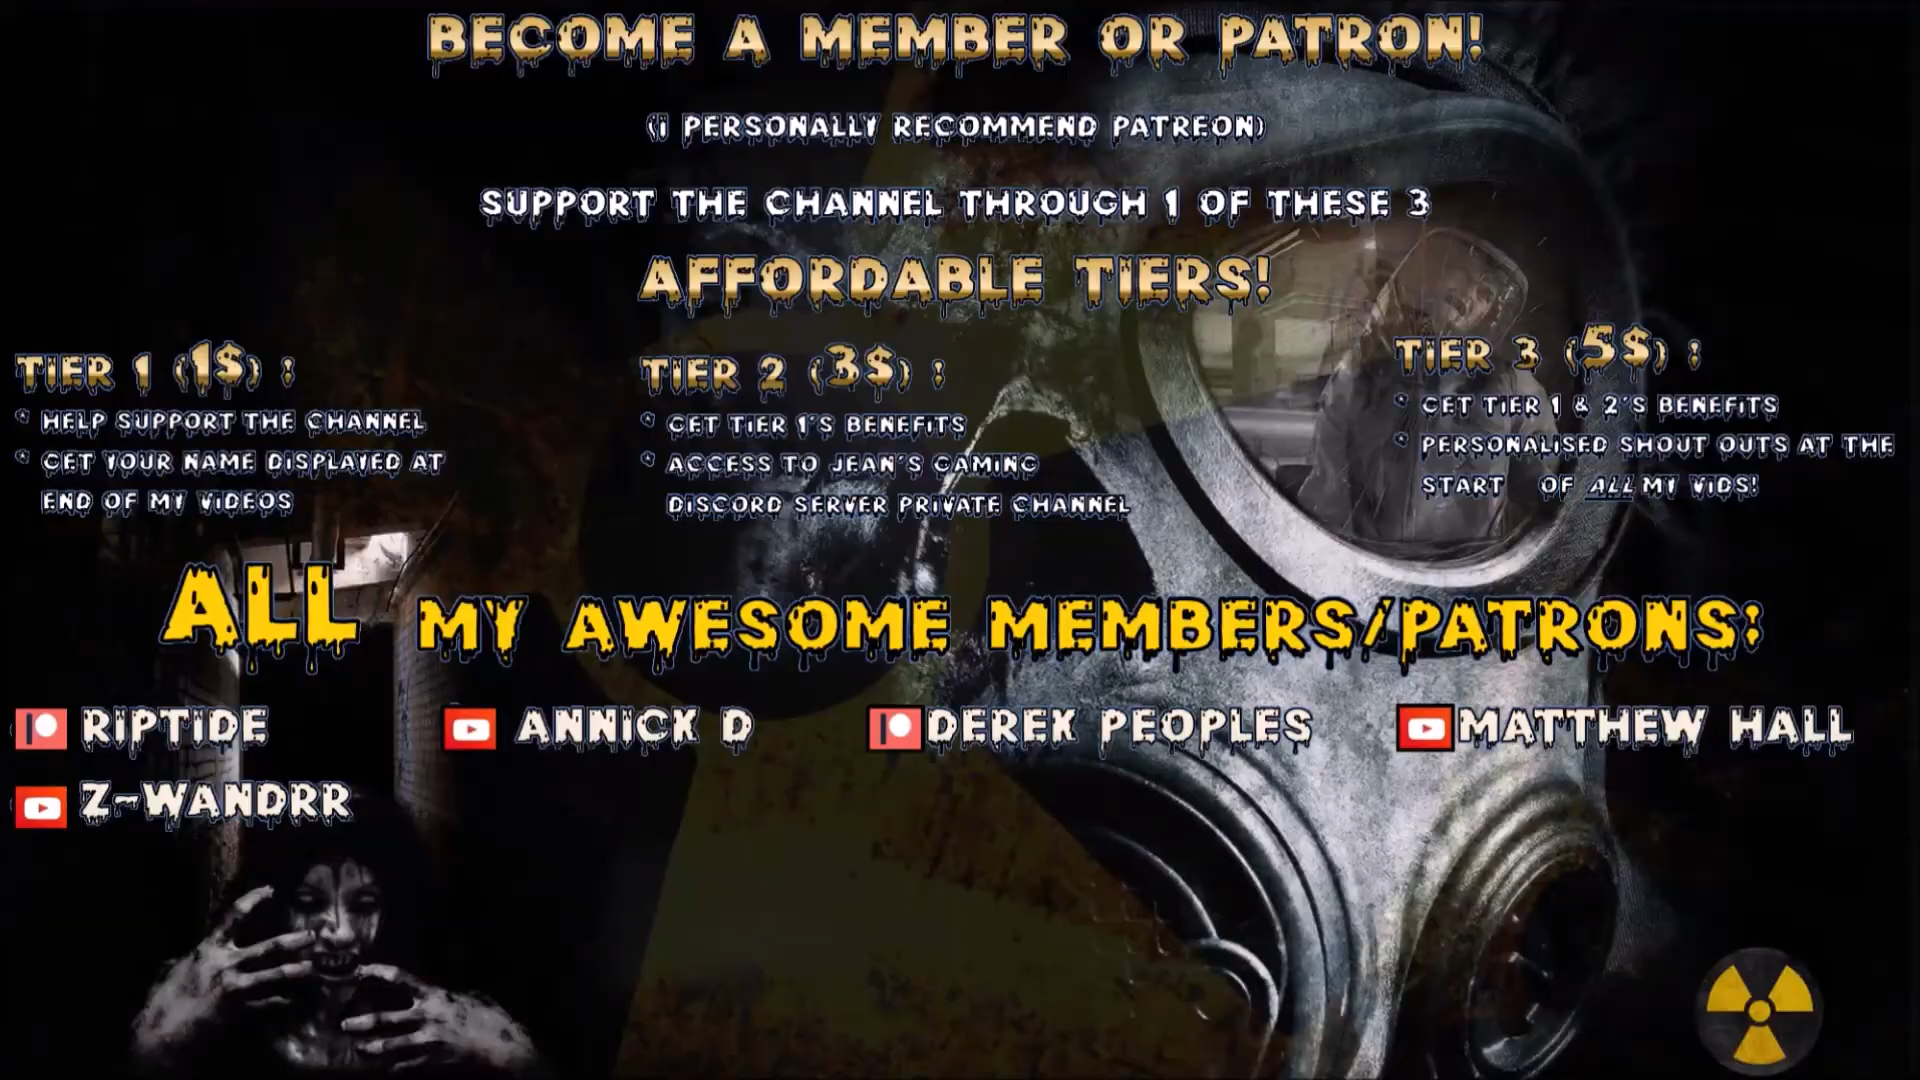 BECOME A MEMBER OR PATRON!
(I PERSONALLY RECOMMEND PATREON)
SUPPORT THE CHANNEL THROUGH 1 OF THESE 3
AFFORDABLE TIERS!
TIER 1 (1$) :
* HELP SUPPORT THE CHANNEL
* GET YOUR NAME DISPLAYED AT
END OF MY VIDEOS
TIER 2 (3$) :
* GET TIER 1'S BENEFITS
* ACCESS TO JEAN'S GAMING
DISCORD SERVER PRIVATE CHANNEL
TIER 3 (5$) :
* GET TIER 1 & 2'S BENEFITS
* PERSONALISED SHOUT OUTS AT THE
START OF ALL MY VIDS!
ALL MY AWESOME MEMBERS/PATRONS:
RIPTIDE ANNICK D DEREK PEOPLES MATTHEW HALL
Z-WANDRR